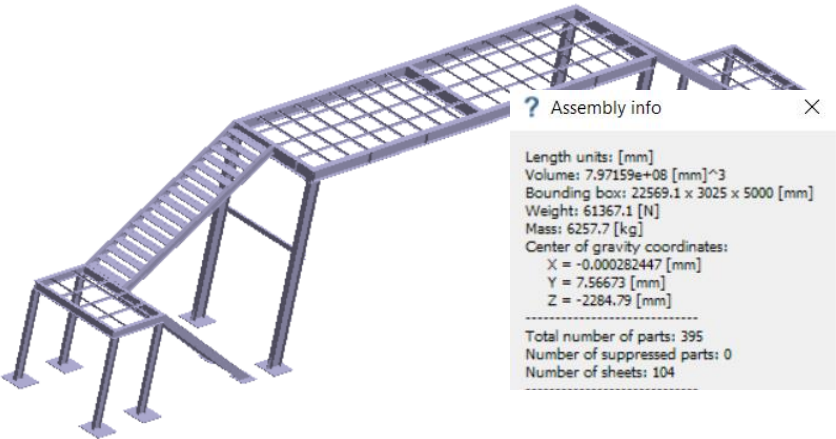 ? Assembly info
Length units: [mm]
Volume: 7.97159e+08 [mm]^3
Bounding box: 22569.1 x 3025 x 5000 [mm]
Weight: 61367.1 [N]
Mass: 6257.7 [kg]
Center of gravity coordinates:
X = -0.000282447 [mm]
Y = 7.56673 [mm]
Z = -2284.79 [mm]
-----------------------------
Total number of parts: 395
Number of suppressed parts: 0
Number of sheets: 104
-----------------------------